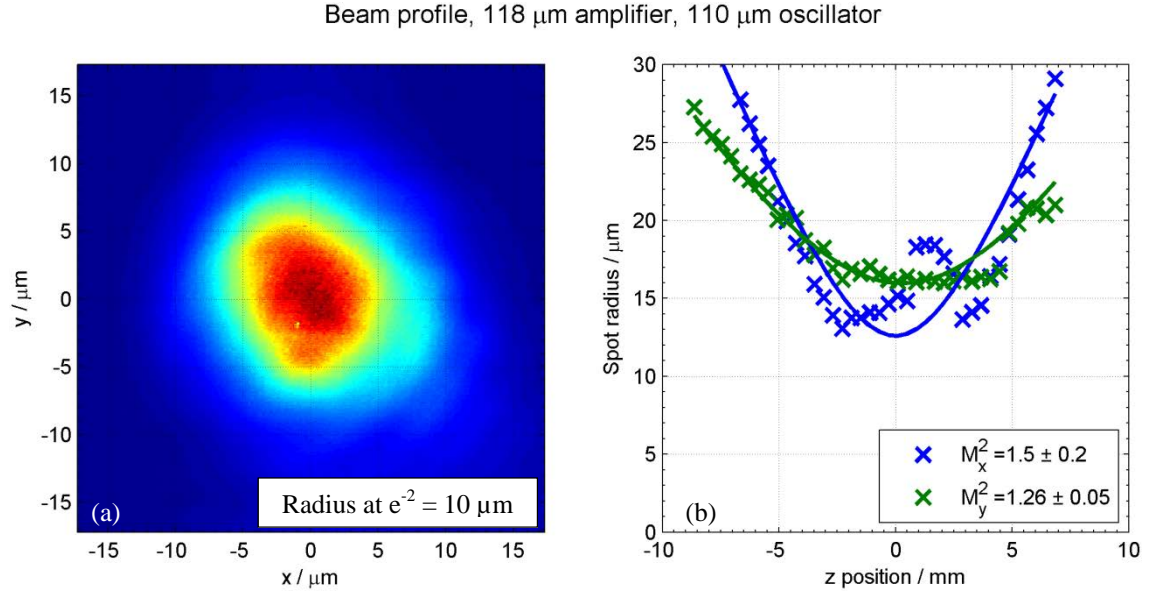 Beam profile, 118 μm amplifier, 110 μm oscillator
y / μm
15
10
5
0
-5
-10
-15
(a)
Radius at e⁻² = 10 µm
-15 -10 -5 0 5 10 15
x / μm
Spot radius / μm
30
25
20
15
10
5
0
(b)
M²ₓ =1.5 ± 0.2
M²ᵧ =1.26 ± 0.05
-10 -5 0 5 10
z position / mm